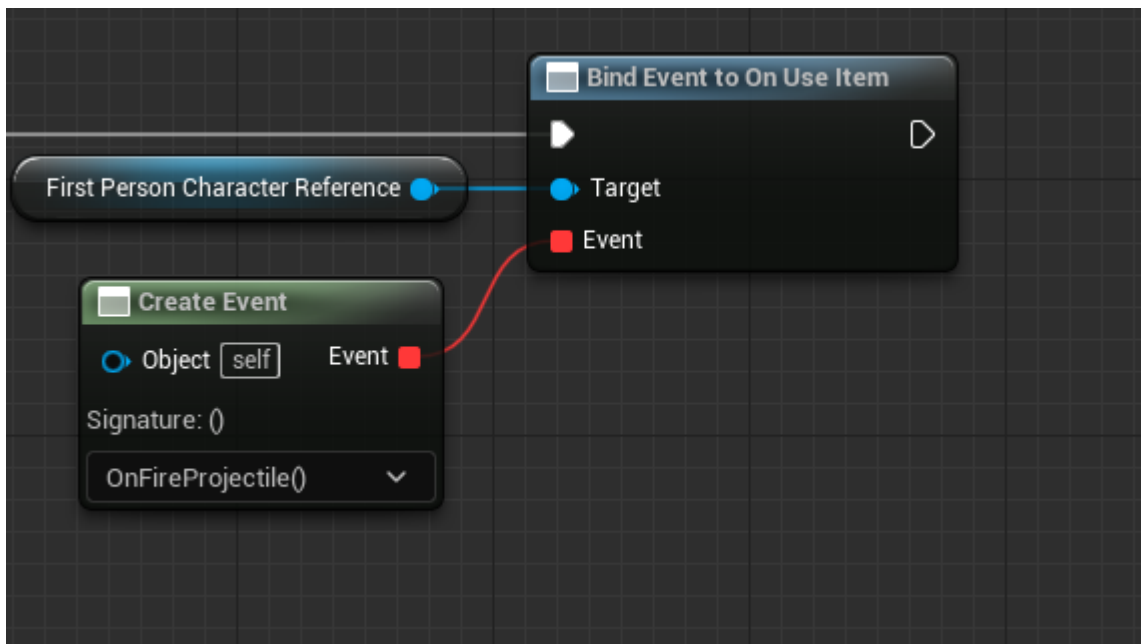 Bind Event to On Use Item
First Person Character Reference
Target
Event
Create Event
Object self Event
Signature: ()
OnFireProjectile()